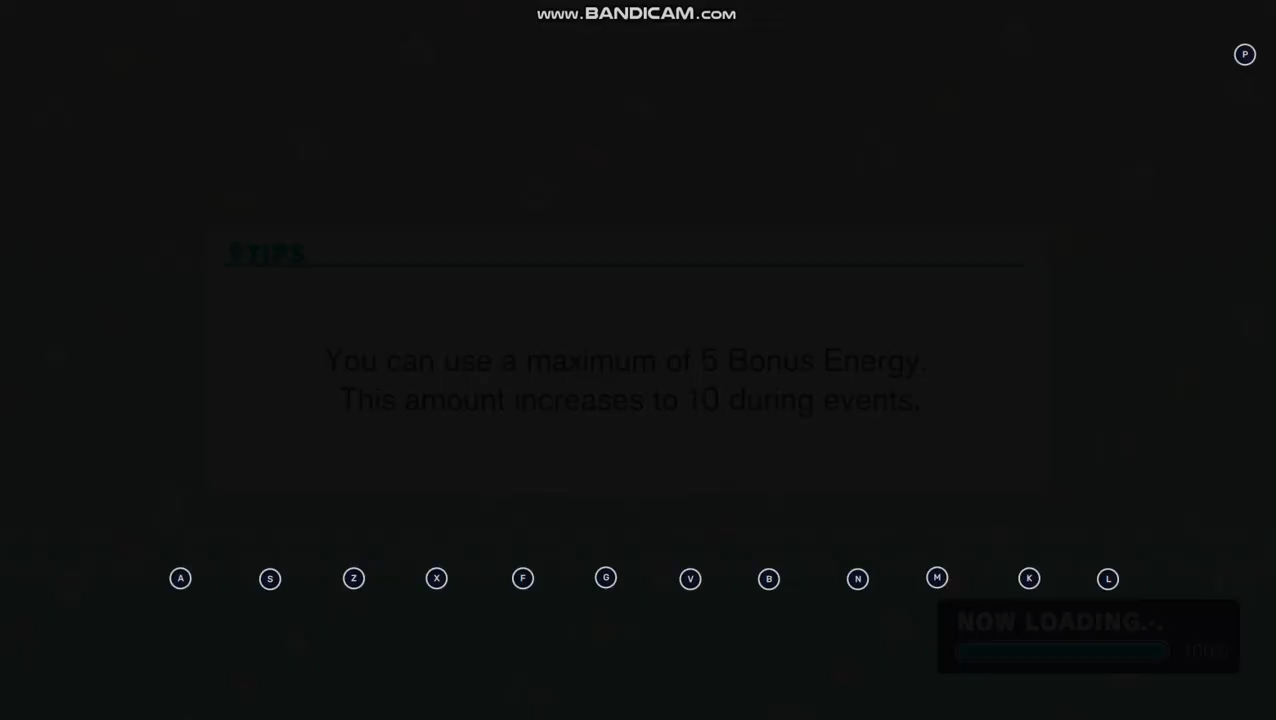 www.BANDICAM.com
P
TIPS
You can use a maximum of 5 Bonus Energy.
This amount increases to 10 during events.
A S Z X F G V B N M K L
NOW LOADING..
100%